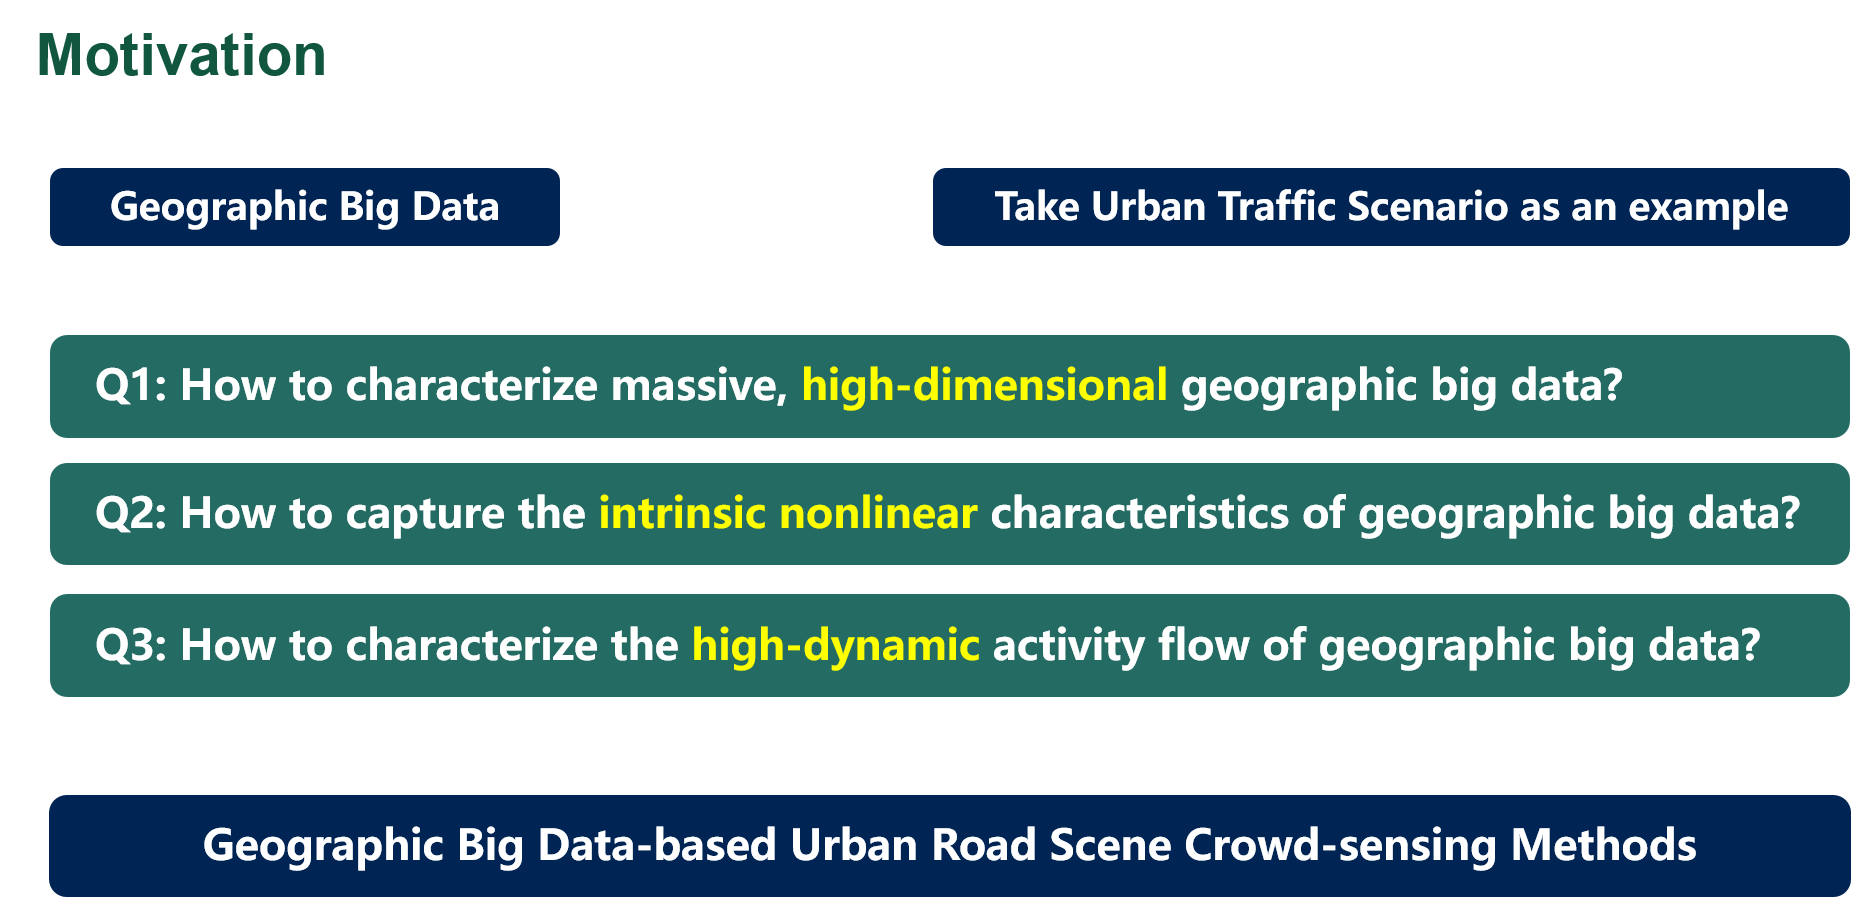 Motivation
Geographic Big Data
Take Urban Traffic Scenario as an example
Q1: How to characterize massive, high-dimensional geographic big data?
Q2: How to capture the intrinsic nonlinear characteristics of geographic big data?
Q3: How to characterize the high-dynamic activity flow of geographic big data?
Geographic Big Data-based Urban Road Scene Crowd-sensing Methods